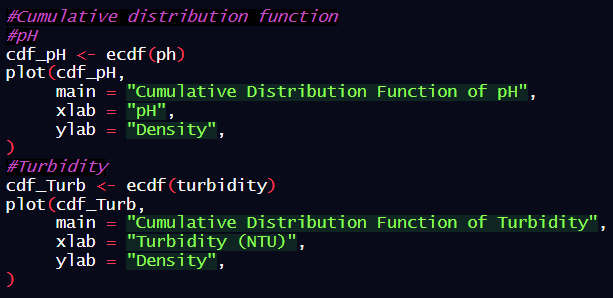 #Cumulative distribution function
#pH
cdf_pH <- ecdf(ph)
plot(cdf_pH,
     main = "Cumulative Distribution Function of pH",
     xlab = "pH",
     ylab = "Density",
)
#Turbidity
cdf_Turb <- ecdf(turbidity)
plot(cdf_Turb,
     main = "Cumulative Distribution Function of Turbidity",
     xlab = "Turbidity (NTU)",
     ylab = "Density",
)